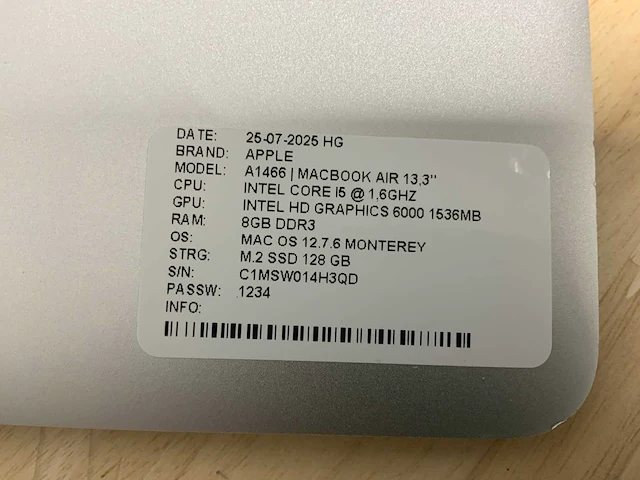 DATE: 25-07-2025 HG
BRAND: APPLE
MODEL: A1466 | MACBOOK AIR 13,3"
CPU: INTEL CORE I5 @ 1,6GHZ
GPU: INTEL HD GRAPHICS 6000 1536MB
RAM: 8GB DDR3
OS: MAC OS 12.7.6 MONTEREY
STRG: M.2 SSD 128 GB
S/N: C1MSW014H3QD
PASSW: 1234
INFO: